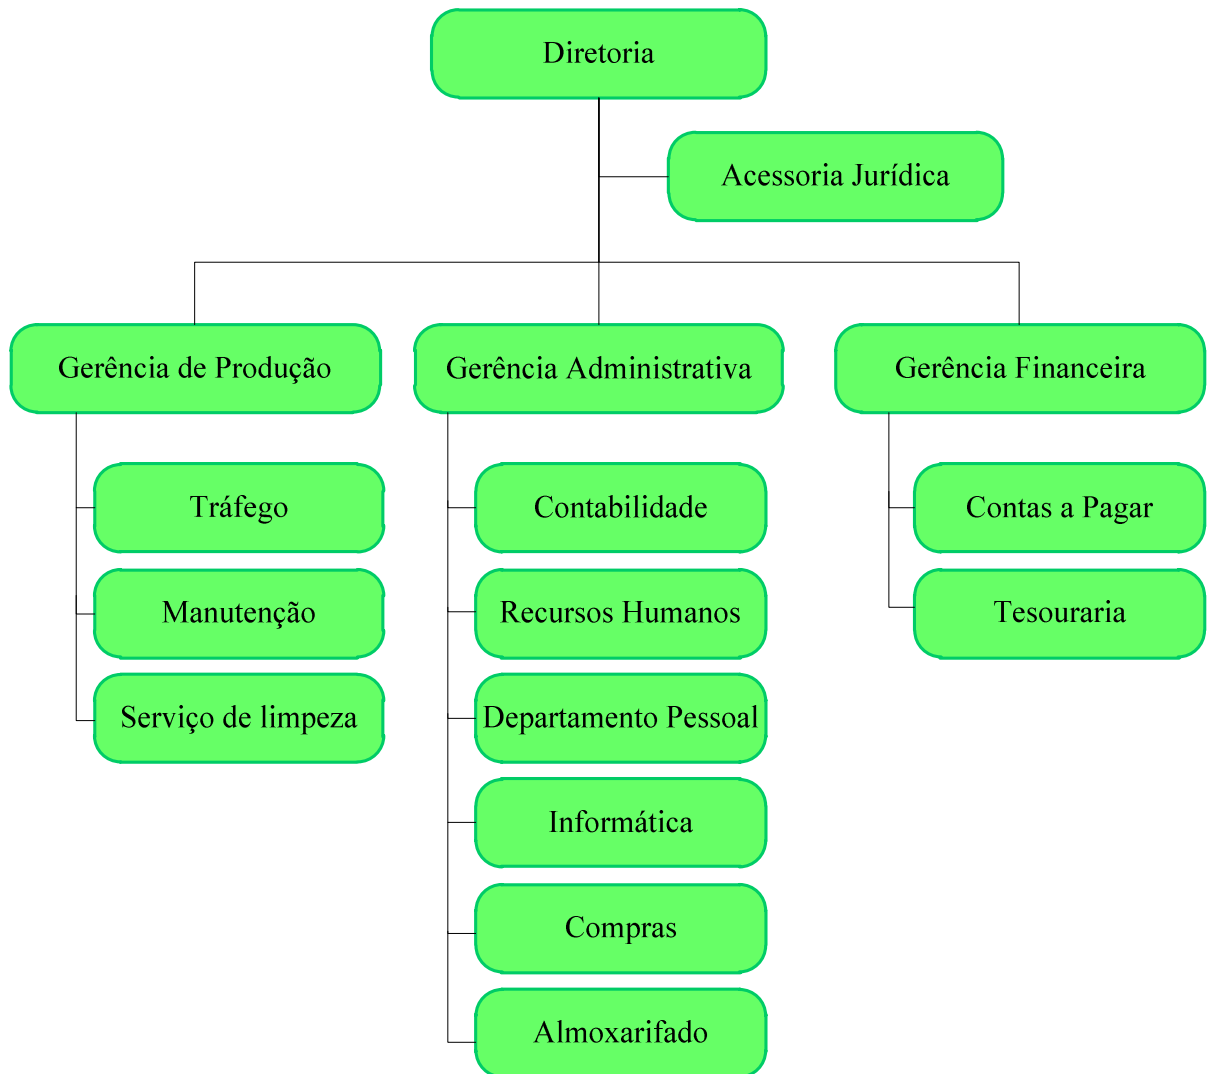 Diretoria
Acessoria Jurídica
Gerência de Produção
Gerência Administrativa
Gerência Financeira
Tráfego
Contabilidade
Contas a Pagar
Manutenção
Recursos Humanos
Tesouraria
Serviço de limpeza
Departamento Pessoal
Informática
Compras
Almoxarifado